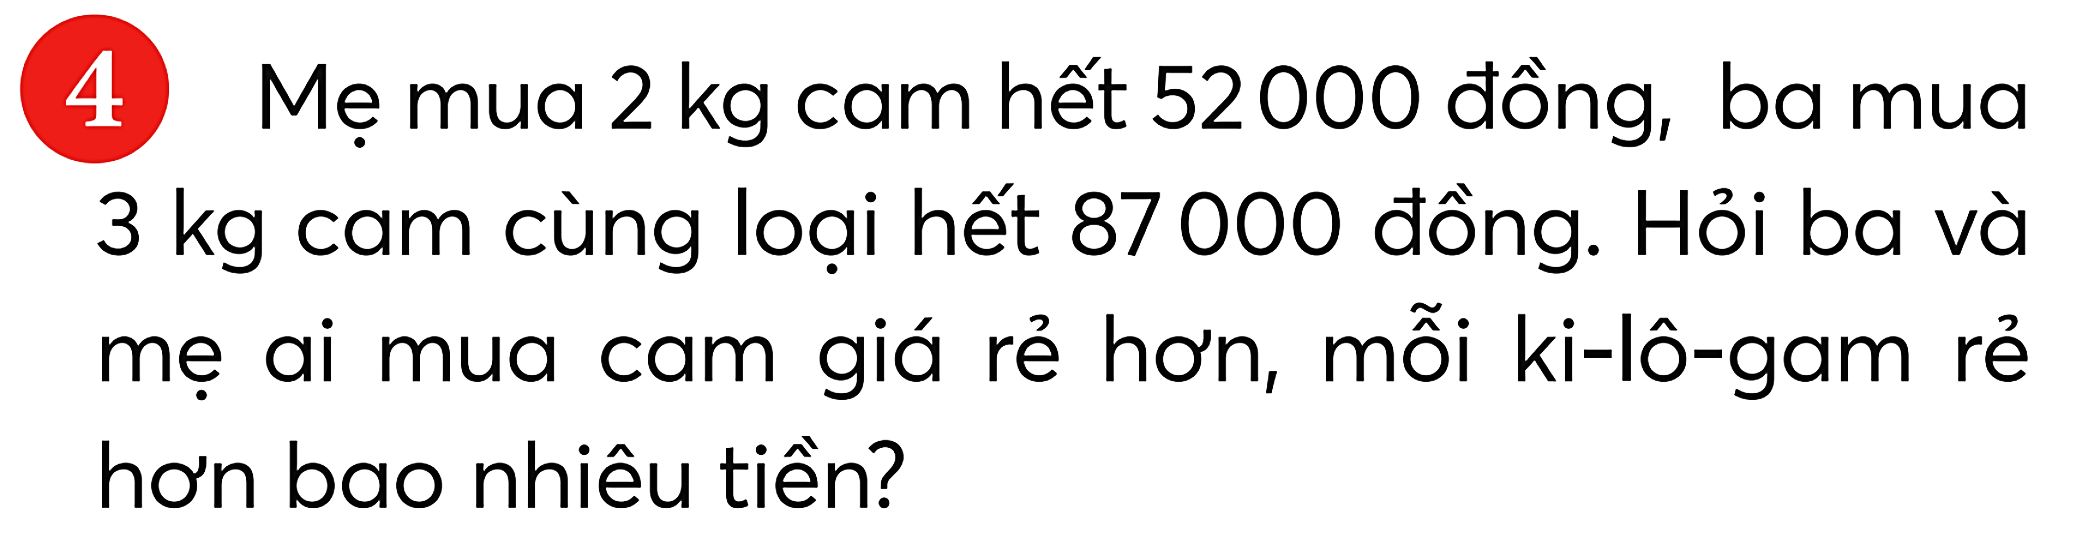 4 Mẹ mua 2 kg cam hết 52 000 đồng, ba mua
3 kg cam cùng loại hết 87 000 đồng. Hỏi ba và
mẹ ai mua cam giá rẻ hơn, mỗi ki-lô-gam rẻ
hơn bao nhiêu tiền?